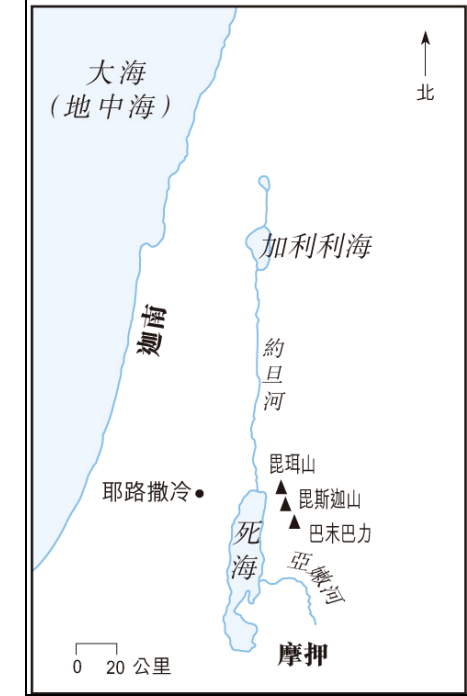 大海
(地中海)
北
加利利海
迦南
約旦河
毘珥山
耶路撒冷
毘斯迦山
巴末巴力
死海
亞嫩河
摩押
0 20 公里